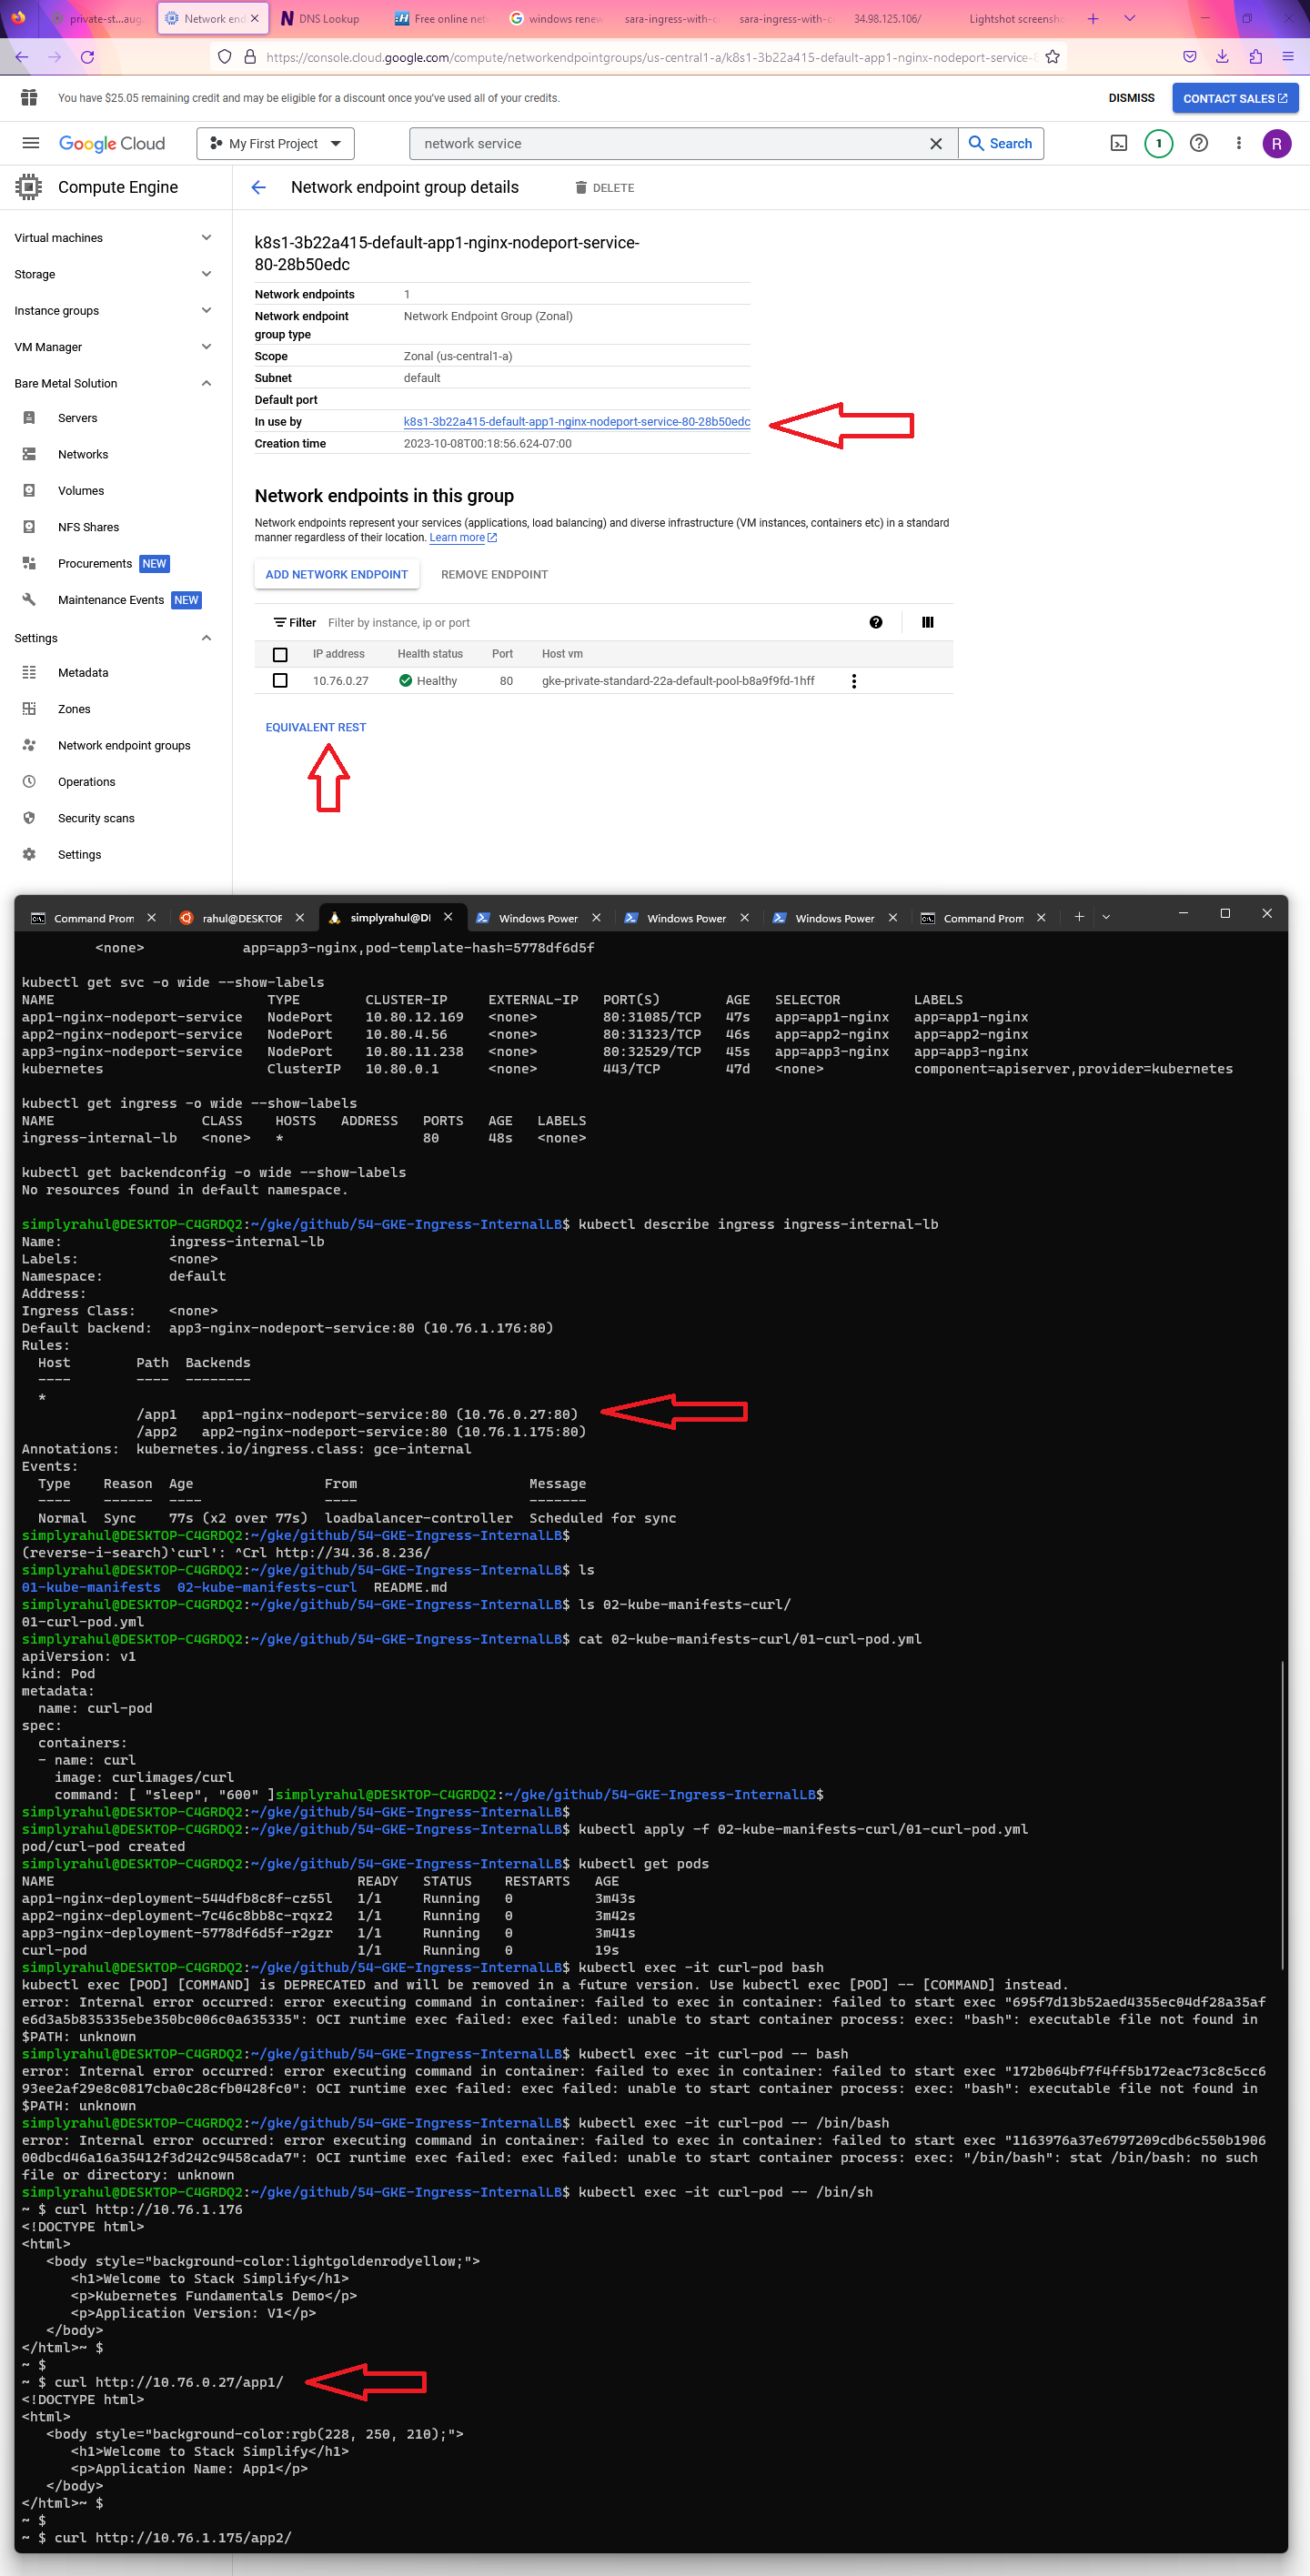 private-st...aug
Network end
DNS Lookup
Free online net
windows renew
sara-ingress-with-c
sara-ingress-with-c
34.98.125.106/
Lightshot screensho
https://console.cloud.google.com/compute/networkendpointgroups/us-central1-a/k8s1-3b22a415-default-app1-nginx-nodeport-service-8
You have $25.05 remaining credit and may be eligible for a discount once you've used all of your credits.
DISMISS
CONTACT SALES
Google Cloud
My First Project
network service
Search
1
R
Compute Engine
Network endpoint group details
DELETE
Virtual machines
Storage
Instance groups
VM Manager
Bare Metal Solution
Servers
Networks
Volumes
NFS Shares
Procurements NEW
Maintenance Events NEW
Settings
Metadata
Zones
Network endpoint groups
Operations
Security scans
Settings
k8s1-3b22a415-default-app1-nginx-nodeport-service-
80-28b50edc
Network endpoints 1
Network endpoint Network Endpoint Group (Zonal)
group type
Scope Zonal (us-central1-a)
Subnet default
Default port
In use by k8s1-3b22a415-default-app1-nginx-nodeport-service-80-28b50edc
Creation time 2023-10-08T00:18:56.624-07:00
Network endpoints in this group
Network endpoints represent your services (applications, load balancing) and diverse infrastructure (VM instances, containers etc) in a standard
manner regardless of their location. Learn more
ADD NETWORK ENDPOINT REMOVE ENDPOINT
Filter Filter by instance, ip or port
IP address Health status Port Host vm
10.76.0.27 Healthy 80 gke-private-standard-22a-default-pool-b8a9f9fd-1hff
EQUIVALENT REST
Command Prom
rahul@DESKTOP
simplyrahul@DE
Windows Power
Windows Power
Windows Power
Command Prom
<none> app=app3-nginx,pod-template-hash=5778df6d5f
kubectl get svc -o wide --show-labels
NAME TYPE CLUSTER-IP EXTERNAL-IP PORT(S) AGE SELECTOR LABELS
app1-nginx-nodeport-service NodePort 10.80.12.169 <none> 80:31085/TCP 47s app=app1-nginx app=app1-nginx
app2-nginx-nodeport-service NodePort 10.80.4.56 <none> 80:31323/TCP 46s app=app2-nginx app=app2-nginx
app3-nginx-nodeport-service NodePort 10.80.11.238 <none> 80:32529/TCP 45s app=app3-nginx app=app3-nginx
kubernetes ClusterIP 10.80.0.1 <none> 443/TCP 47d <none> component=apiserver,provider=kubernetes
kubectl get ingress -o wide --show-labels
NAME CLASS HOSTS ADDRESS PORTS AGE LABELS
ingress-internal-lb <none> * 80 48s <none>
kubectl get backendconfig -o wide --show-labels
No resources found in default namespace.
simplyrahul@DESKTOP-C4GRDQ2:~/gke/github/54-GKE-Ingress-InternalLB$ kubectl describe ingress ingress-internal-lb
Name: ingress-internal-lb
Labels: <none>
Namespace: default
Address:
Ingress Class: <none>
Default backend: app3-nginx-nodeport-service:80 (10.76.1.176:80)
Rules:
Host Path Backends
---- ---- --------
*
/app1 app1-nginx-nodeport-service:80 (10.76.0.27:80)
/app2 app2-nginx-nodeport-service:80 (10.76.1.175:80)
Annotations: kubernetes.io/ingress.class: gce-internal
Events:
Type Reason Age From Message
---- ------ ---- ---- -------
Normal Sync 77s (x2 over 77s) loadbalancer-controller Scheduled for sync
simplyrahul@DESKTOP-C4GRDQ2:~/gke/github/54-GKE-Ingress-InternalLB$
(reverse-i-search)`curl': ^Crl http://34.36.8.236/
simplyrahul@DESKTOP-C4GRDQ2:~/gke/github/54-GKE-Ingress-InternalLB$ ls
01-kube-manifests 02-kube-manifests-curl README.md
simplyrahul@DESKTOP-C4GRDQ2:~/gke/github/54-GKE-Ingress-InternalLB$ ls 02-kube-manifests-curl/
01-curl-pod.yml
simplyrahul@DESKTOP-C4GRDQ2:~/gke/github/54-GKE-Ingress-InternalLB$ cat 02-kube-manifests-curl/01-curl-pod.yml
apiVersion: v1
kind: Pod
metadata:
name: curl-pod
spec:
containers:
- name: curl
image: curlimages/curl
command: [ "sleep", "600" ]simplyrahul@DESKTOP-C4GRDQ2:~/gke/github/54-GKE-Ingress-InternalLB$
simplyrahul@DESKTOP-C4GRDQ2:~/gke/github/54-GKE-Ingress-InternalLB$
simplyrahul@DESKTOP-C4GRDQ2:~/gke/github/54-GKE-Ingress-InternalLB$ kubectl apply -f 02-kube-manifests-curl/01-curl-pod.yml
pod/curl-pod created
simplyrahul@DESKTOP-C4GRDQ2:~/gke/github/54-GKE-Ingress-InternalLB$ kubectl get pods
NAME READY STATUS RESTARTS AGE
app1-nginx-deployment-544dfb8c8f-cz55l 1/1 Running 0 3m43s
app2-nginx-deployment-7c46c8bb8c-rqxz2 1/1 Running 0 3m42s
app3-nginx-deployment-5778df6d5f-r2gzr 1/1 Running 0 3m41s
curl-pod 1/1 Running 0 19s
simplyrahul@DESKTOP-C4GRDQ2:~/gke/github/54-GKE-Ingress-InternalLB$ kubectl exec -it curl-pod bash
kubectl exec [POD] [COMMAND] is DEPRECATED and will be removed in a future version. Use kubectl exec [POD] -- [COMMAND] instead.
error: Internal error occurred: error executing command in container: failed to exec in container: failed to start exec "695f7d13b52aed4355ec04df28a35af
e6d3a5b835335ebe350bc006c0a635335": OCI runtime exec failed: exec failed: unable to start container process: exec: "bash": executable file not found in
$PATH: unknown
simplyrahul@DESKTOP-C4GRDQ2:~/gke/github/54-GKE-Ingress-InternalLB$ kubectl exec -it curl-pod -- bash
error: Internal error occurred: error executing command in container: failed to exec in container: failed to start exec "172b064bf7f4ff5b172eac73c8c5cc6
93ee2af29e8c0817cba0c28cfb0428fc0": OCI runtime exec failed: exec failed: unable to start container process: exec: "bash": executable file not found in
$PATH: unknown
simplyrahul@DESKTOP-C4GRDQ2:~/gke/github/54-GKE-Ingress-InternalLB$ kubectl exec -it curl-pod -- /bin/bash
error: Internal error occurred: error executing command in container: failed to exec in container: failed to start exec "1163976a37e6797209cdb6c550b1906
00dbcd46a16a35412f3d242c9458cada7": OCI runtime exec failed: exec failed: unable to start container process: exec: "/bin/bash": stat /bin/bash: no such
file or directory: unknown
simplyrahul@DESKTOP-C4GRDQ2:~/gke/github/54-GKE-Ingress-InternalLB$ kubectl exec -it curl-pod -- /bin/sh
~ $ curl http://10.76.1.176
<!DOCTYPE html>
<html>
<body style="background-color:lightgoldenrodyellow;">
<h1>Welcome to Stack Simplify</h1>
<p>Kubernetes Fundamentals Demo</p>
<p>Application Version: V1</p>
</body>
</html>~ $
~ $
~ $ curl http://10.76.0.27/app1/
<!DOCTYPE html>
<html>
<body style="background-color:rgb(228, 250, 210);">
<h1>Welcome to Stack Simplify</h1>
<p>Application Name: App1</p>
</body>
</html>~ $
~ $
~ $ curl http://10.76.1.175/app2/